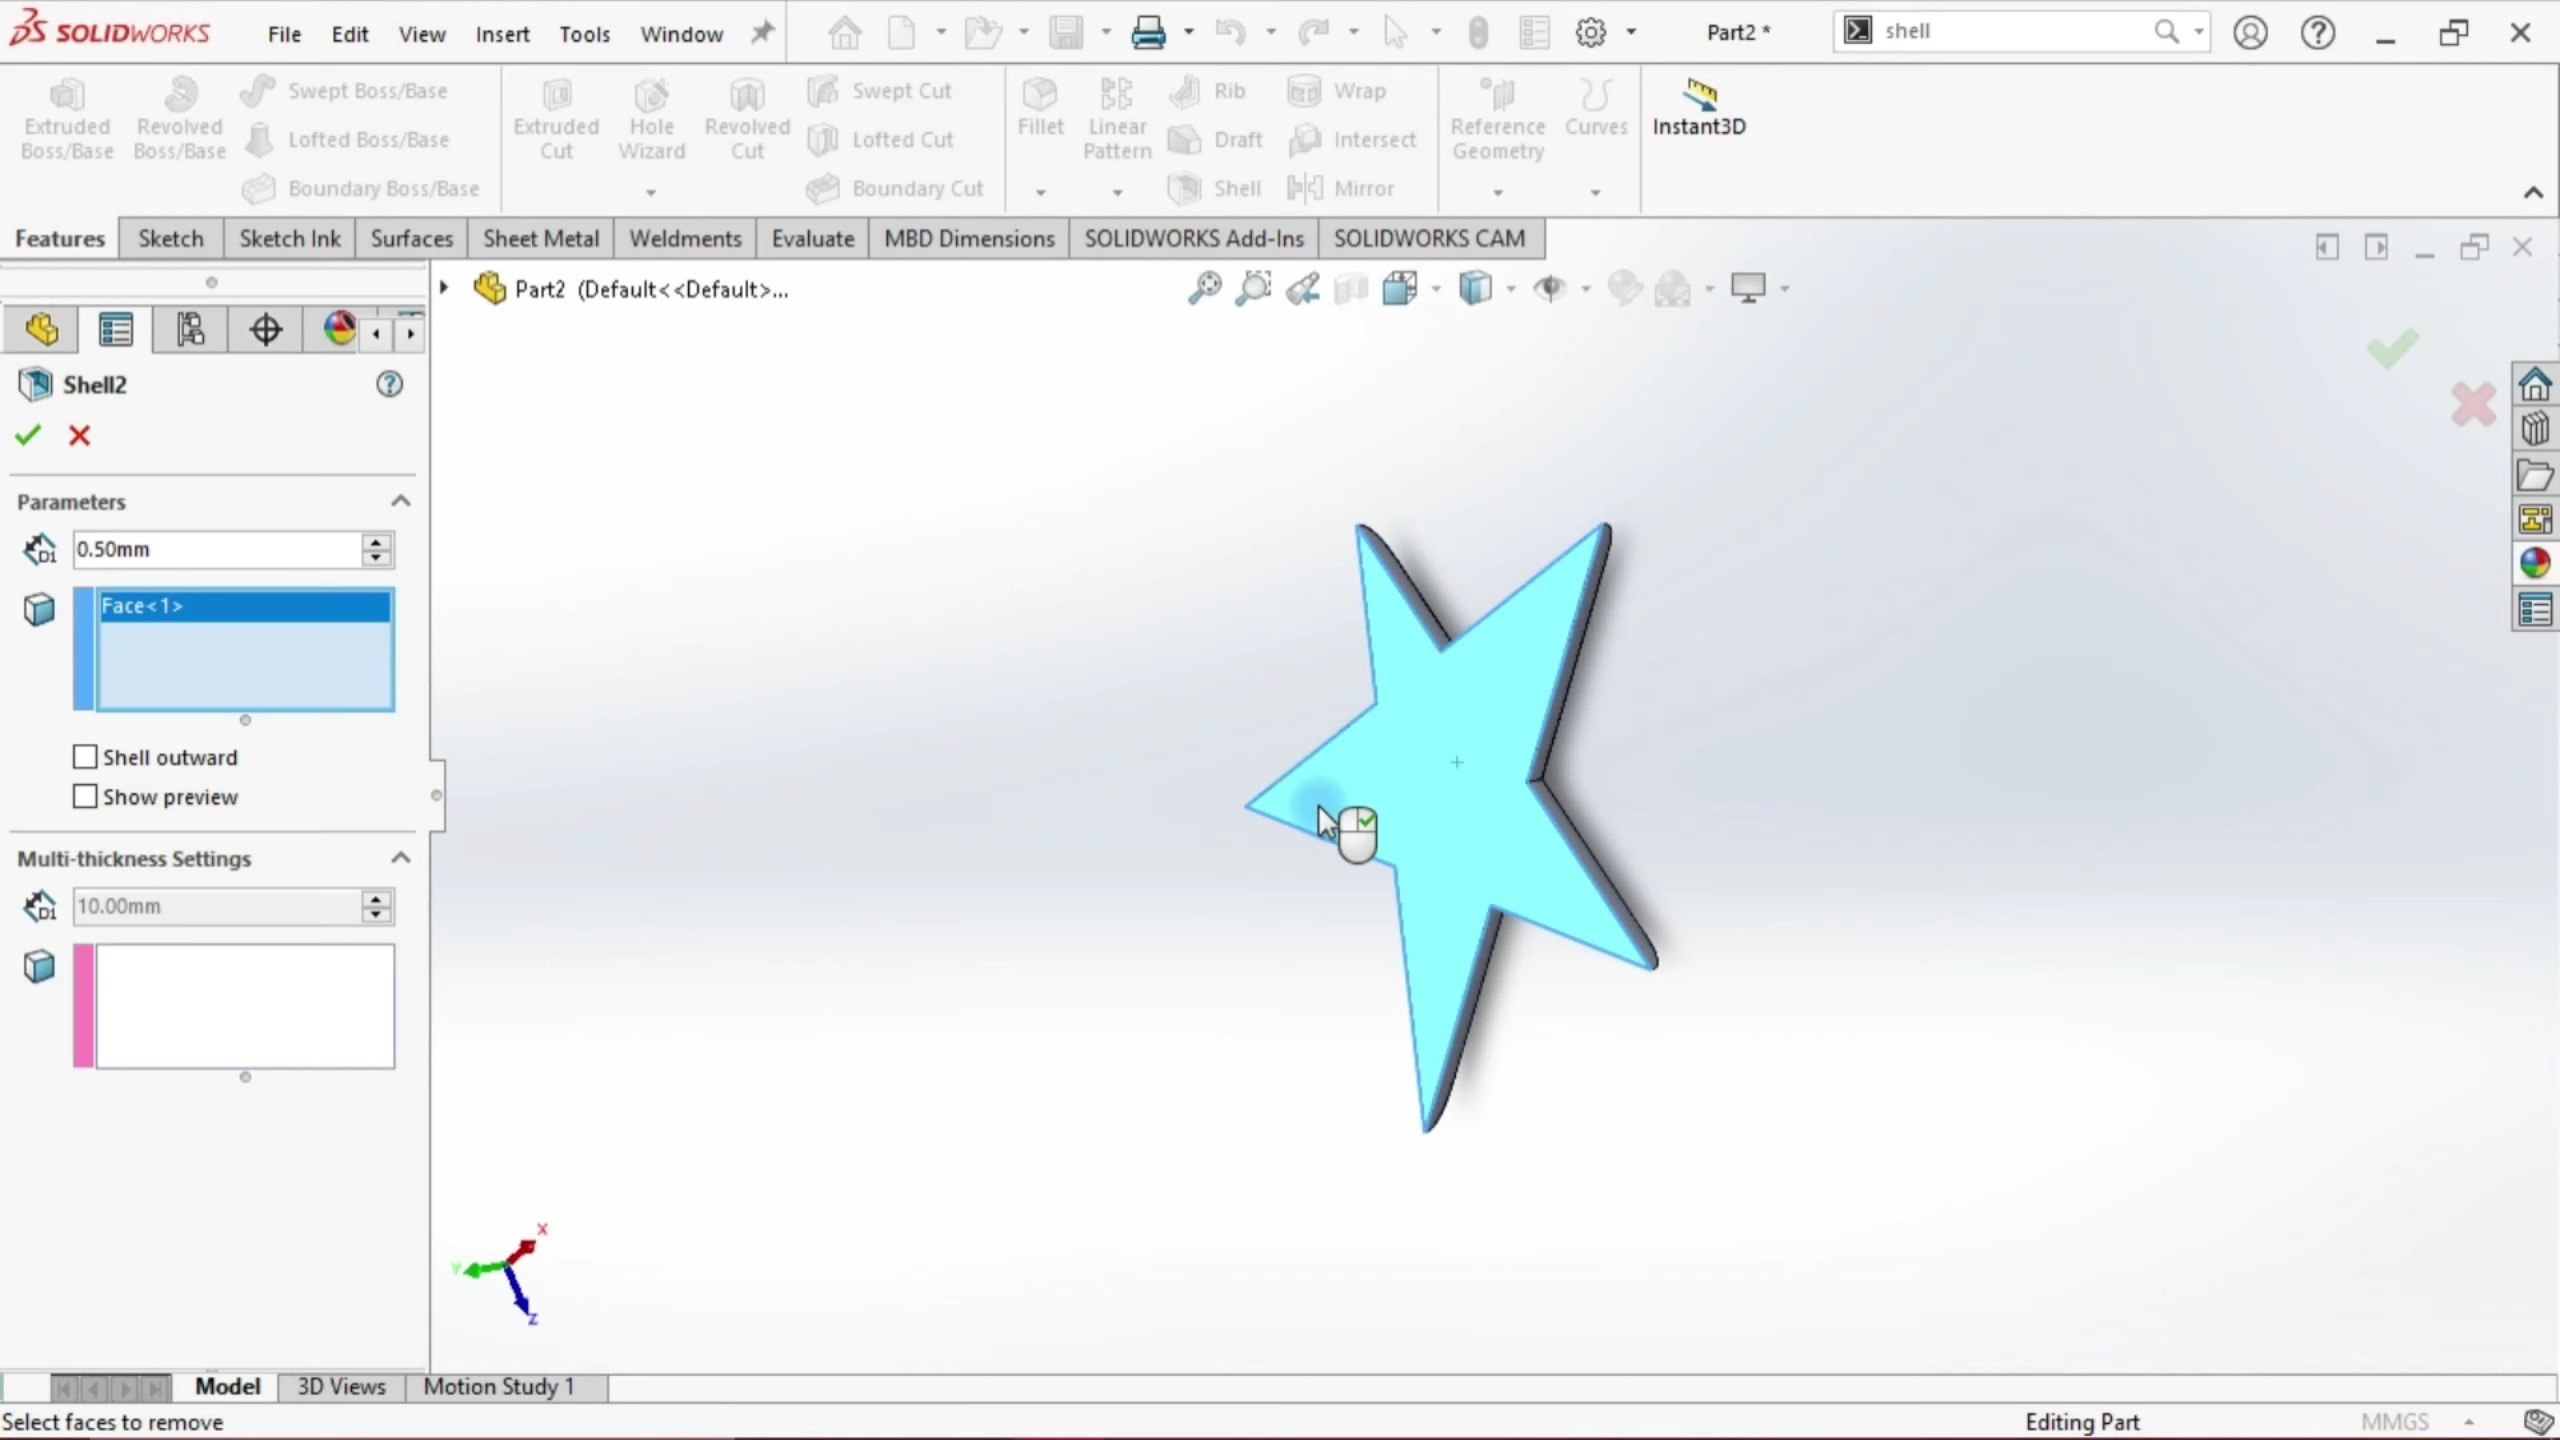 SOLIDWORKS File Edit View Insert Tools Window Part2 * shell
Swept Boss/Base Swept Cut Rib Wrap
Extruded Boss/Base Revolved Boss/Base Lofted Boss/Base Extruded Cut Hole Wizard Revolved Cut Lofted Cut Fillet Linear Pattern Draft Intersect Reference Geometry Curves Instant3D
Boundary Boss/Base Boundary Cut Shell Mirror
Features Sketch Sketch Ink Surfaces Sheet Metal Weldments Evaluate MBD Dimensions SOLIDWORKS Add-Ins SOLIDWORKS CAM
Part2 (Default<<Default>...
Shell2
Parameters
D1 0.50mm
Face<1>
Shell outward
Show preview
Multi-thickness Settings
D1 10.00mm
X
Y
Z
Model 3D Views Motion Study 1
Select faces to remove Editing Part MMGS